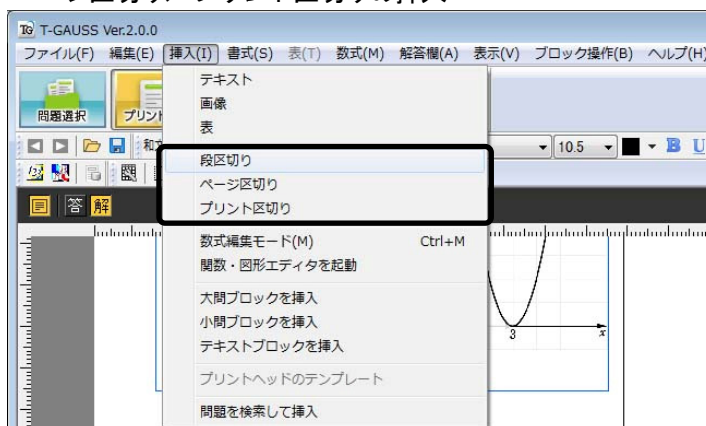 T-GAUSS Ver.2.0.0
ファイル(F) 編集(E) 挿入(I) 書式(S) 表(T) 数式(M) 解答欄(A) 表示(V) ブロック操作(B) ヘルプ(H)
問題選択
プリント
テキスト
画像
表
和文
10.5
B U
段区切り
ページ区切り
プリント区切り
答 解
数式編集モード(M) Ctrl+M
関数・図形エディタを起動
大問ブロックを挿入
小問ブロックを挿入
テキストブロックを挿入
3 x
プリントヘッドのテンプレート
問題を検索して挿入